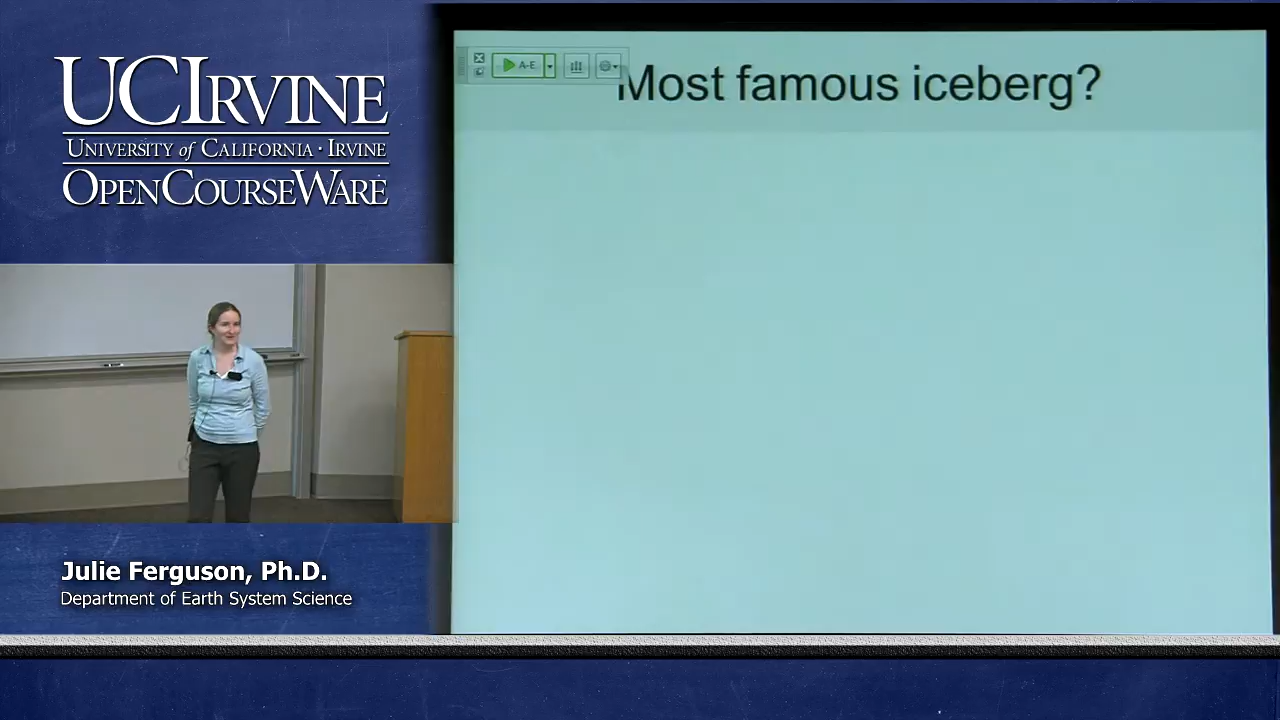 UCIRVINE
UNIVERSITY of CALIFORNIA · IRVINE
OPENCOURSEWARE
A-E
Most famous iceberg?
Julie Ferguson, Ph.D.
Department of Earth System Science